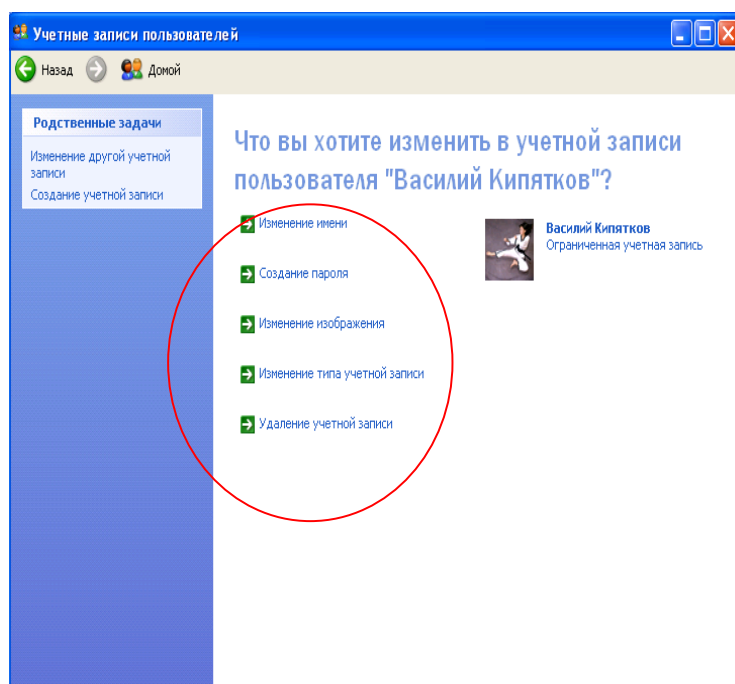 Учетные записи пользователей
Назад
Домой
Родственные задачи
Изменение другой учетной
записи
Создание учетной записи
Что вы хотите изменить в учетной записи
пользователя "Василий Кипятков"?
Изменение имени
Создание пароля
Изменение изображения
Изменение типа учетной записи
Удаление учетной записи
Василий Кипятков
Ограниченная учетная запись